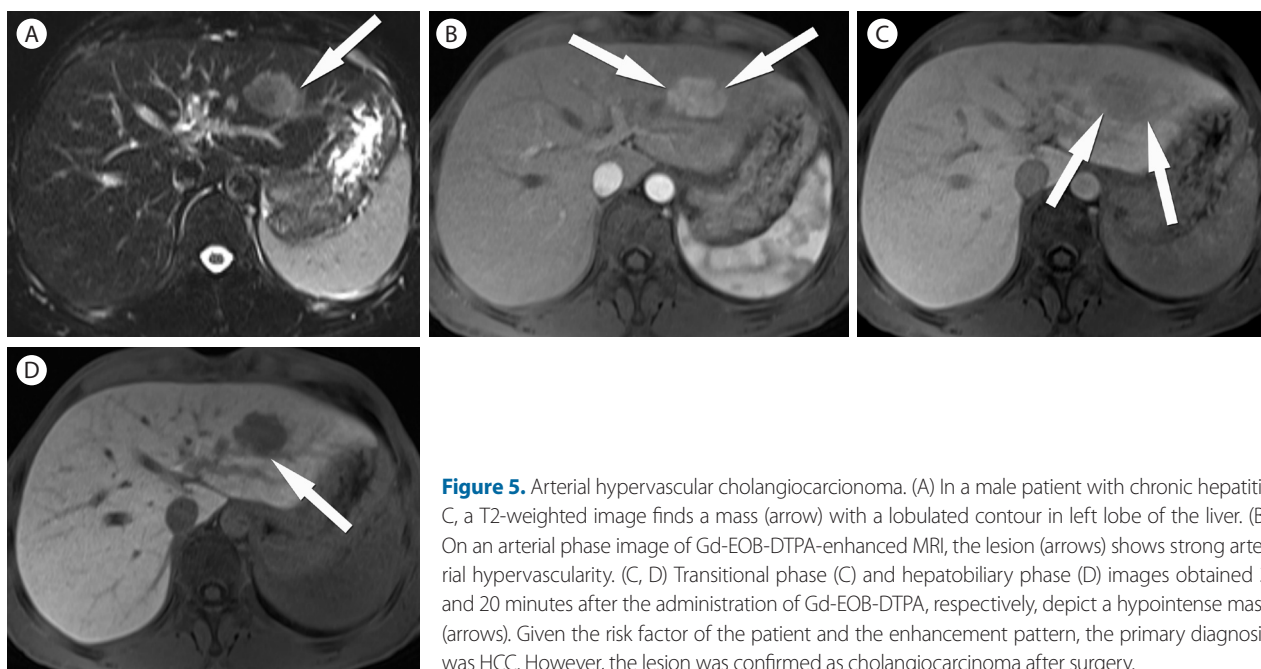 A
B
C
D
Figure 5. Arterial hypervascular cholangiocarcionoma. (A) In a male patient with chronic hepatiti
C, a T2-weighted image finds a mass (arrow) with a lobulated contour in left lobe of the liver. (B
On an arterial phase image of Gd-EOB-DTPA-enhanced MRI, the lesion (arrows) shows strong arte-
rial hypervascularity. (C, D) Transitional phase (C) and hepatobiliary phase (D) images obtained
and 20 minutes after the administration of Gd-EOB-DTPA, respectively, depict a hypointense mas
(arrows). Given the risk factor of the patient and the enhancement pattern, the primary diagnosi
was HCC. However, the lesion was confirmed as cholangiocarcinoma after surgery.